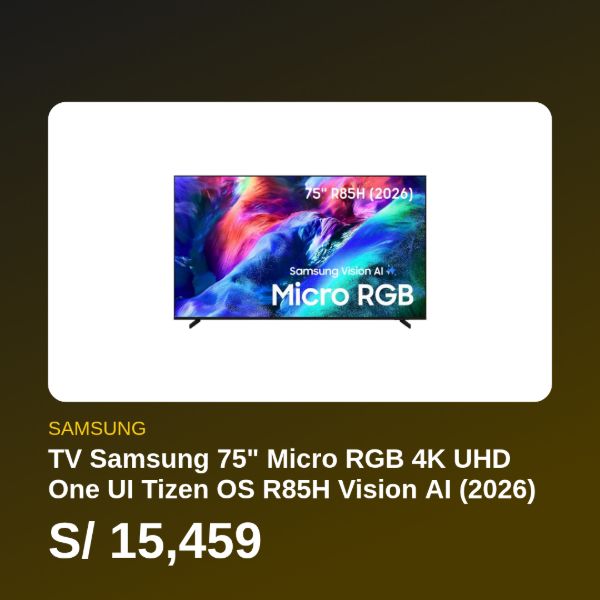 75" R85H (2026)
Samsung Vision AI
Micro RGB
SAMSUNG
TV Samsung 75" Micro RGB 4K UHD
One UI Tizen OS R85H Vision AI (2026)
S/ 15,459